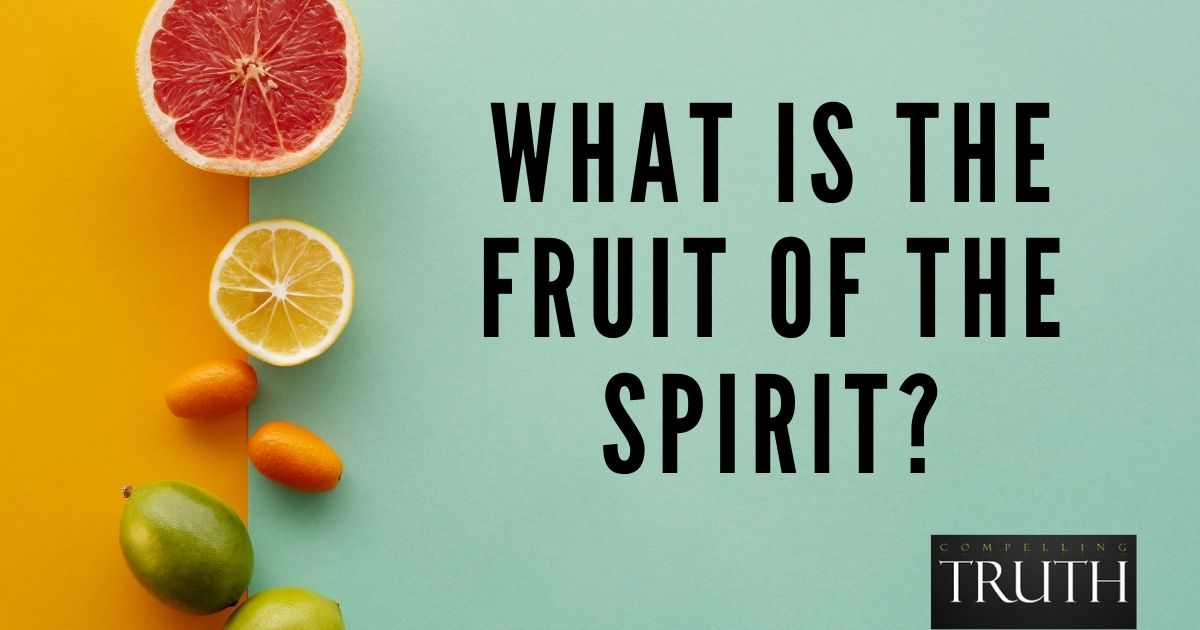 WHAT IS THE
FRUIT OF THE
SPIRIT?
COMPELLING
TRUTH